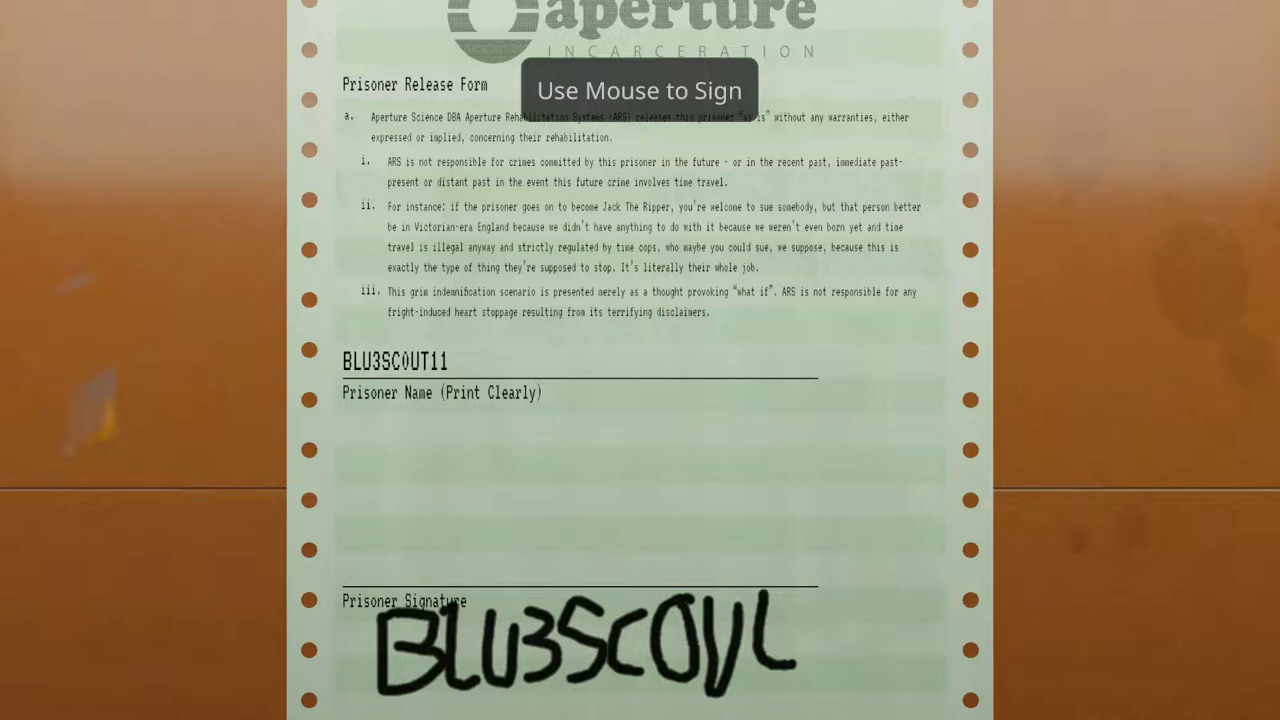 aperture
INCARCERATION
Prisoner Release Form
Use Mouse to Sign
a. Aperture Science DBA Aperture Rehabilitation Systems (ARS) releases this prisoner "as is" without any warranties, either
expressed or implied, concerning their rehabilitation.
i. ARS is not responsible for crimes committed by this prisoner in the future - or in the recent past, immediate past-
present or distant past in the event this future crime involves time travel.
ii. For instance: if the prisoner goes on to become Jack The Ripper, you're welcome to sue somebody, but that person better
be in Victorian-era England because we didn't have anything to do with it because we weren't even born yet and time
travel is illegal anyway and strictly regulated by time cops, who maybe you could sue, we suppose, because this is
exactly the type of thing they're supposed to stop. It's literally their whole job.
iii. This grim indemnification scenario is presented merely as a thought provoking "what if". ARS is not responsible for any
fright-induced heart stoppage resulting from its terrifying disclaimers.
BLU3SC0UT11
Prisoner Name (Print Clearly)
Prisoner Signature
BLU3SCOUL